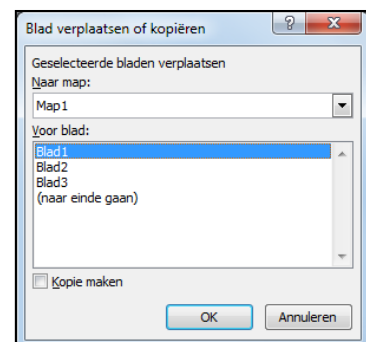 Blad verplaatsen of kopiëren
Geselecteerde bladen verplaatsen
Naar map:
Map1
Voor blad:
Blad1
Blad2
Blad3
(naar einde gaan)
Kopie maken
OK Annuleren